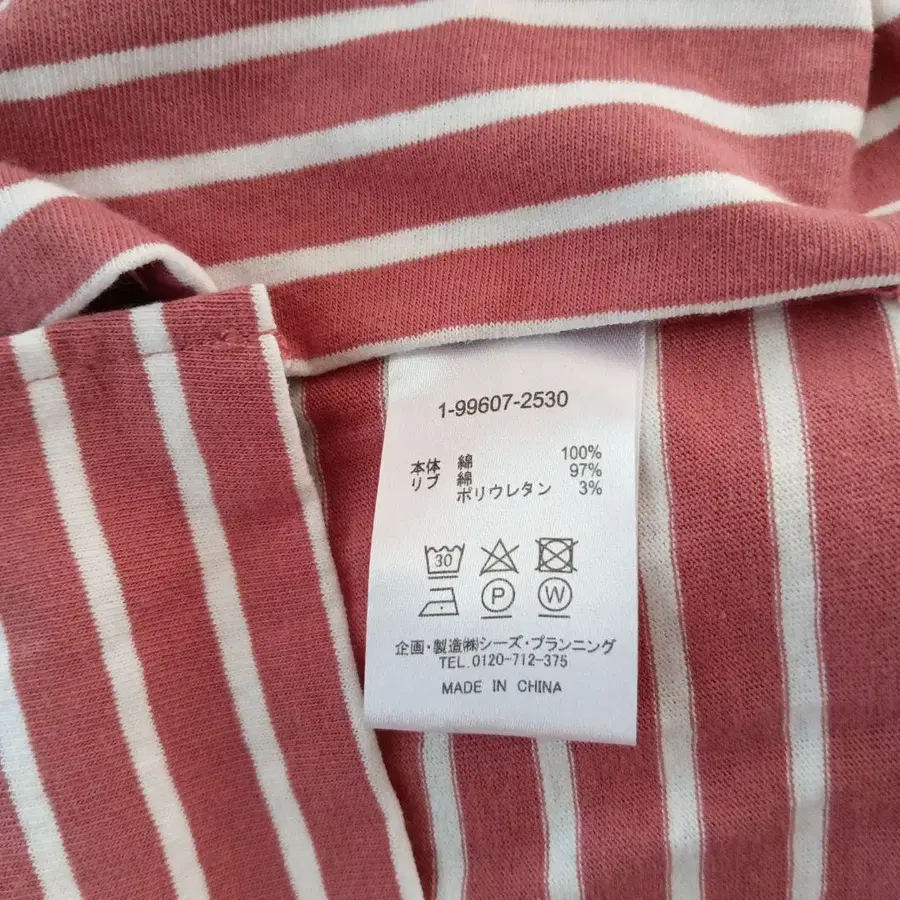 1-99607-2530
本体 綿 100%
リブ 綿 97%
ポリウレタン 3%
30
P W
企画・製造㈱シーズ・プランニング
TEL.0120-712-375
MADE IN CHINA